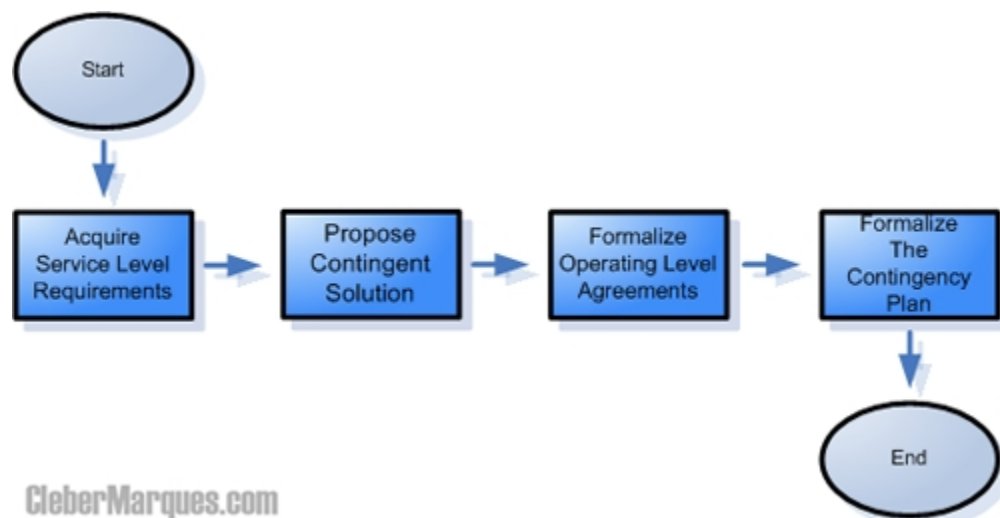 Start
Acquire
Service Level
Requirements
Propose
Contingent
Solution
Formalize
Operating Level
Agreements
Formalize
The
Contingency
Plan
End
CleberMarques.com